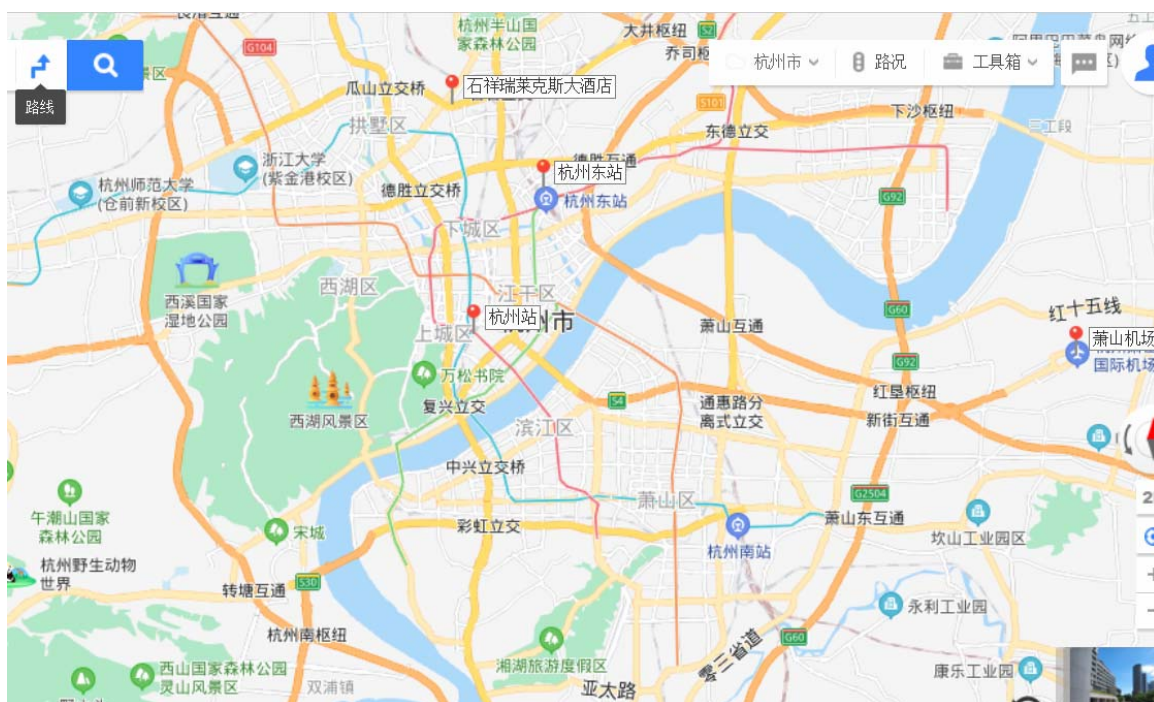 杭州半山国
家森林公园
大井枢纽
S2
乔司枢
G104
杭州市
路况
工具箱
路线
景区
瓜山立交桥
石祥瑞莱克斯大酒店
S101
下沙枢纽
三工段
拱墅区
东德立交
浙江大学
(紫金港校区)
德胜互通
杭州东站
杭州东站
杭州师范大学
(仓前新校区)
德胜立交桥
G92
下城区
西湖区
江干区
西溪国家
湿地公园
G60
红十五线
杭州站
杭州市
上城区
萧山互通
萧山机场
国际机场
G92
万松书院
红垦枢纽
西湖风景区
复兴立交
S4
通惠路分
离式立交
新街互通
滨江区
中兴立交桥
萧山区
G2504
午潮山国家
森林公园
宋城
彩虹立交
杭州南站
萧山东互通
坎山工业园区
杭州野生动物
世界
转塘互通
S30
永利工业园
杭州南枢纽
G60
零三省道
西山国家森林公园
灵山风景区
双浦镇
湘湖旅游度假区
亚太路
康乐工业园